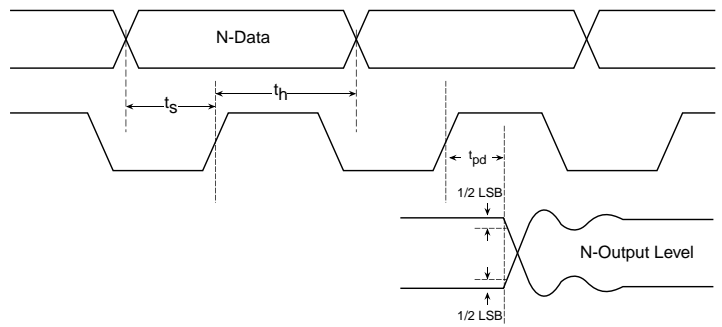 N-Data
ts
th
tpd
1/2 LSB
N-Output Level
1/2 LSB